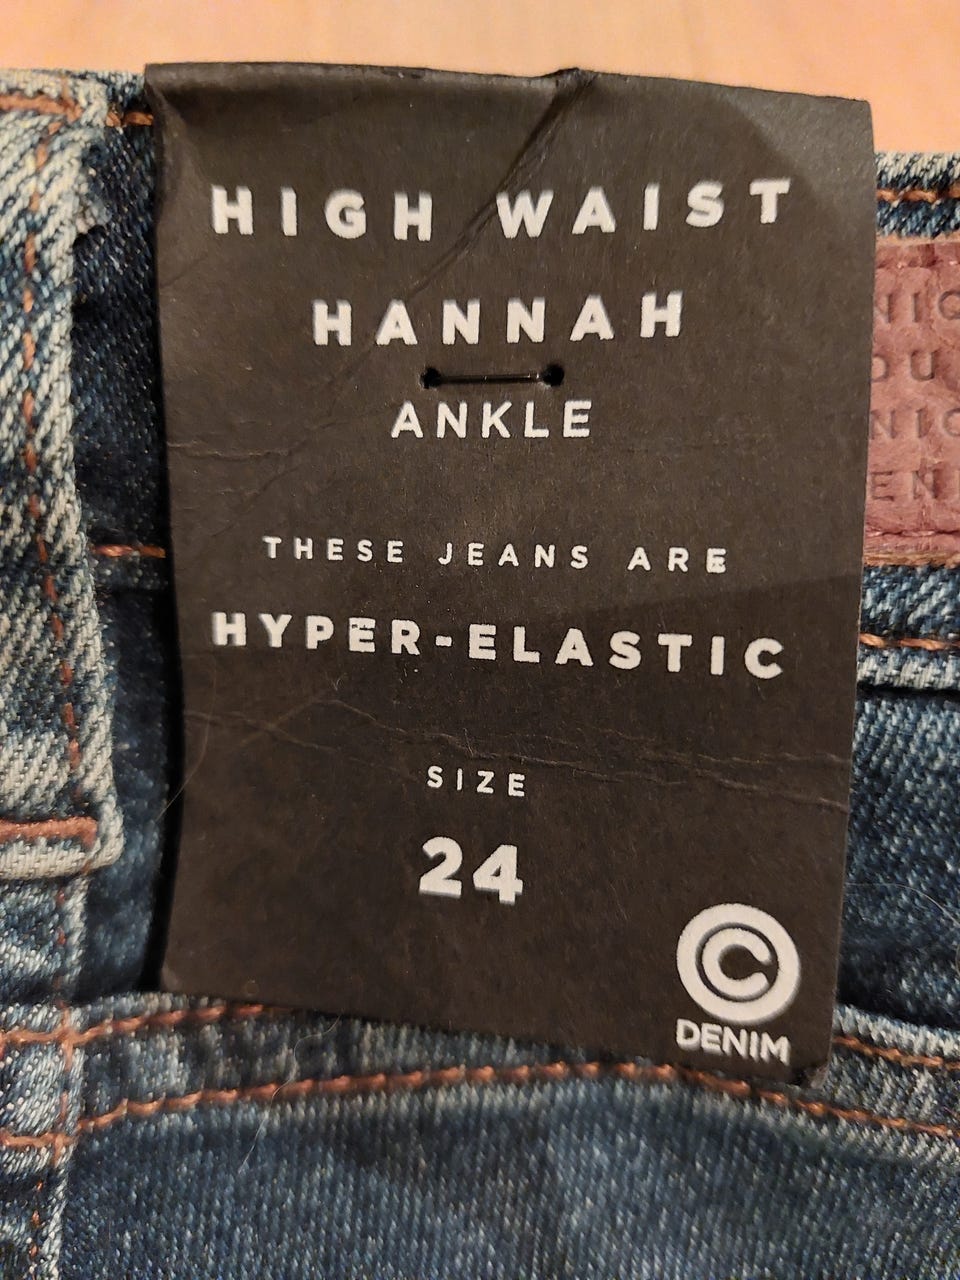 HIGH WAIST
HANNAH
ANKLE
THESE JEANS ARE
HYPER-ELASTIC
SIZE
24
©
DENIM